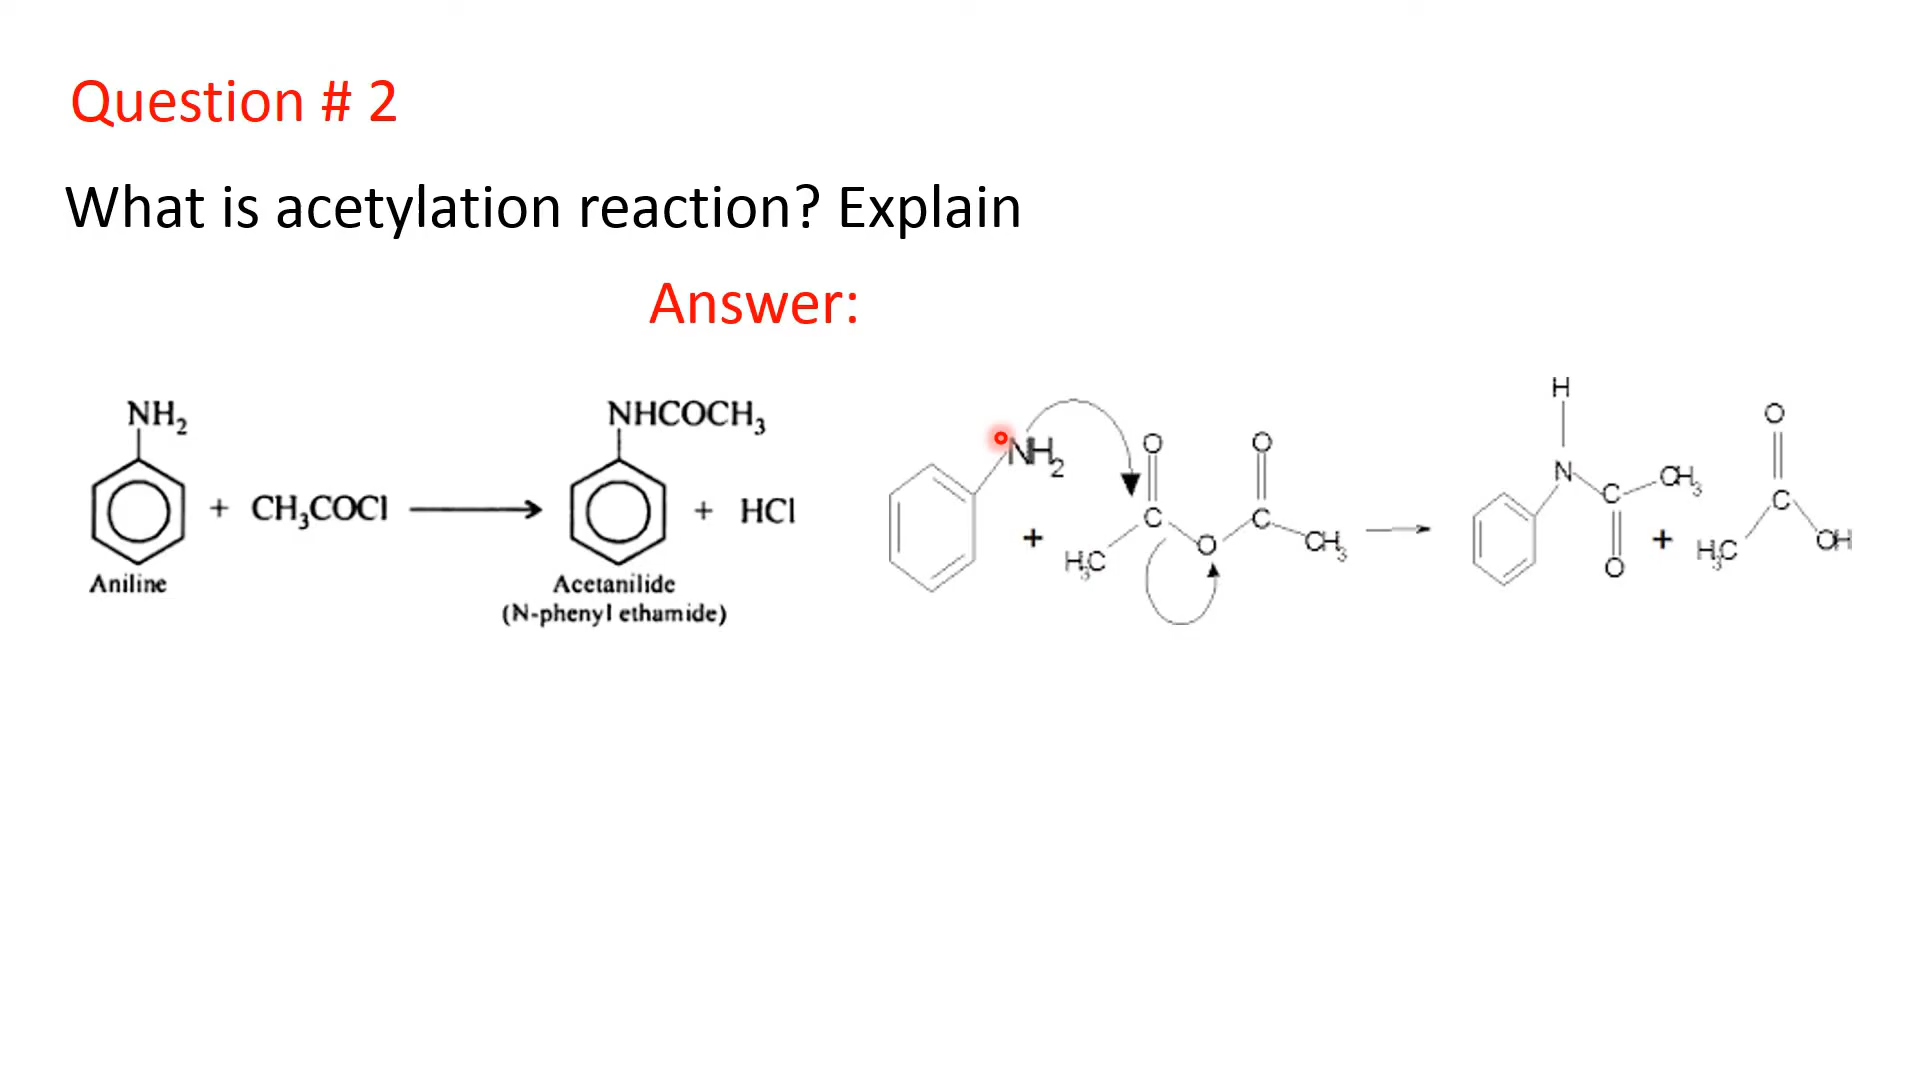 Question # 2
What is acetylation reaction? Explain
Answer:
NH₂
+ CH₃COCl
Aniline
NHCOCH₃
+ HCl
Acetanilide
(N-phenyl ethamide)
NH₂
+
O O
C C
H₃C O CH₃
H
N
C CH₃
O
+
O
C
H₃C OH